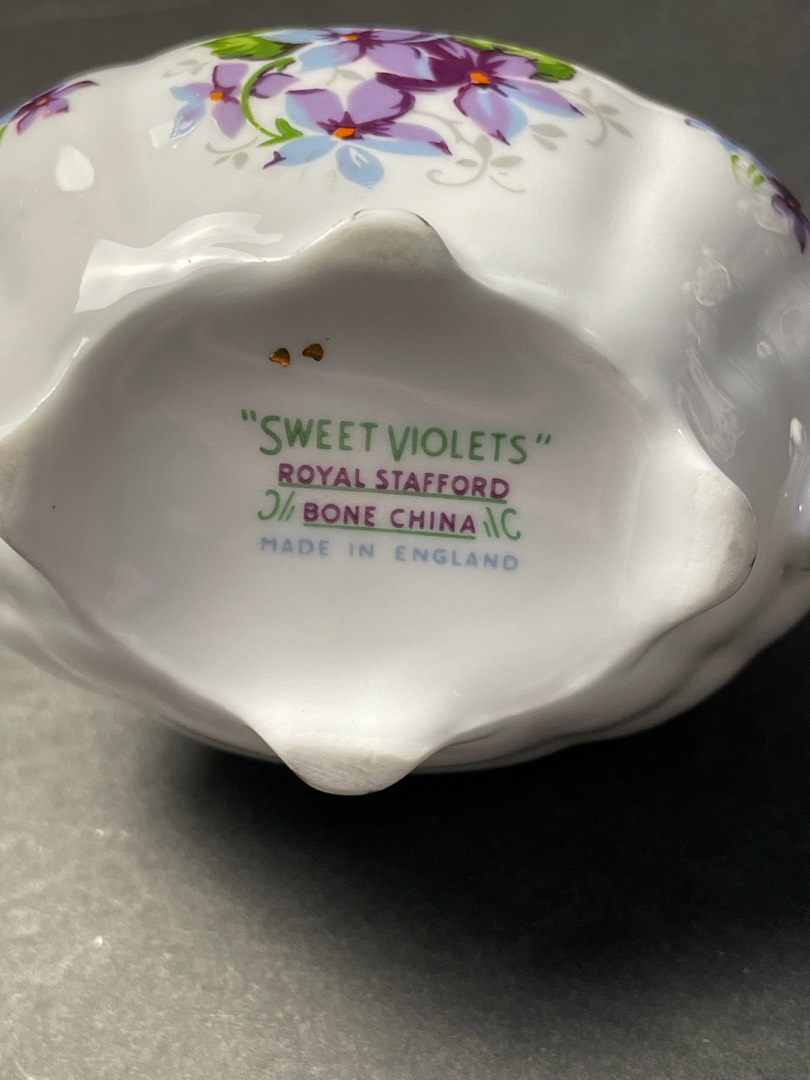 "SWEET VIOLETS"
ROYAL STAFFORD
BONE CHINA
MADE IN ENGLAND